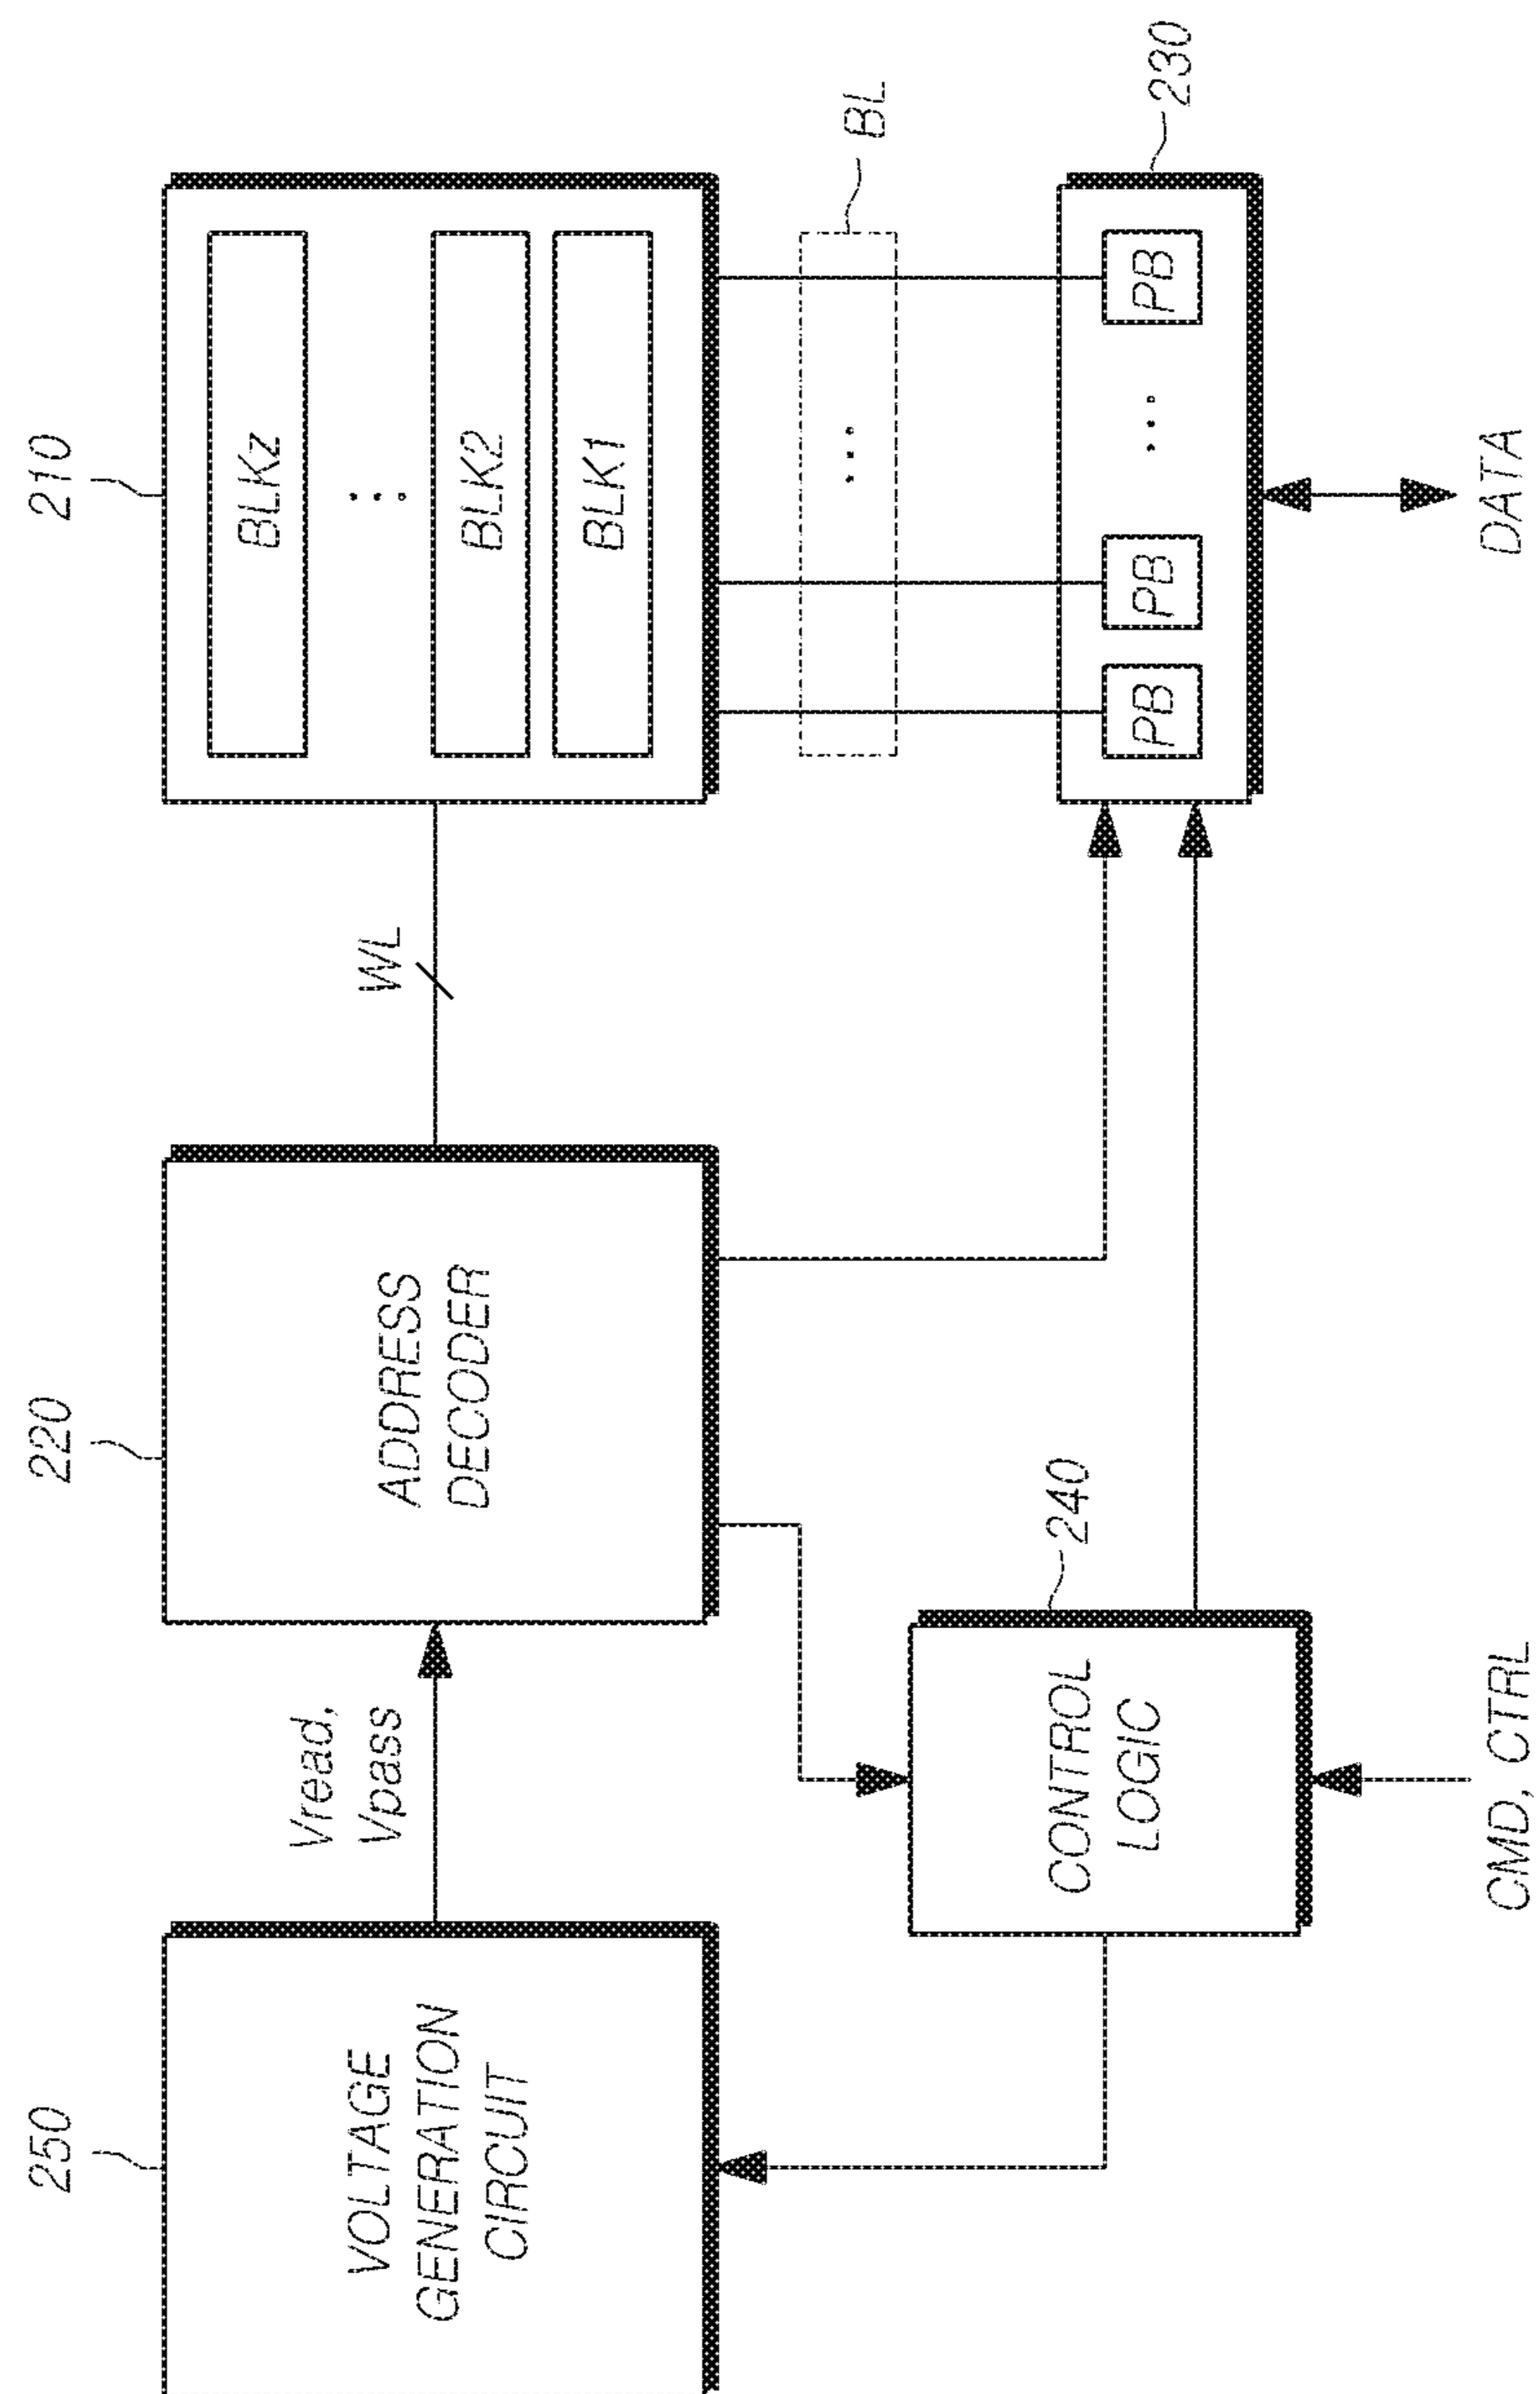 250
220
210
VOLTAGE
GENERATION
CIRCUIT
Vread,
Vpass
ADDRESS
DECODER
WL
BLKz
BLK2
BLK1
BL
240
CONTROL
LOGIC
230
PB
PB
PB
CMD, CTRL
DATA